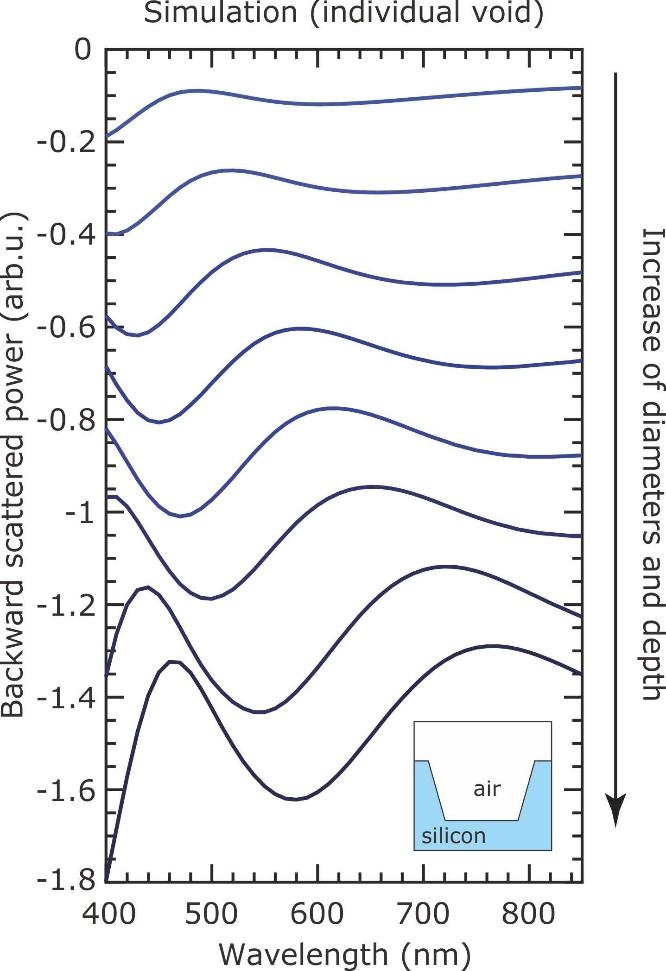 Simulation (individual void)
0
-0.2
-0.4
-0.6
-0.8
-1
-1.2
-1.4
-1.6
-1.8
Backward scattered power (arb.u.)
400 500 600 700 800
Wavelength (nm)
air
silicon
Increase of diameters and depth